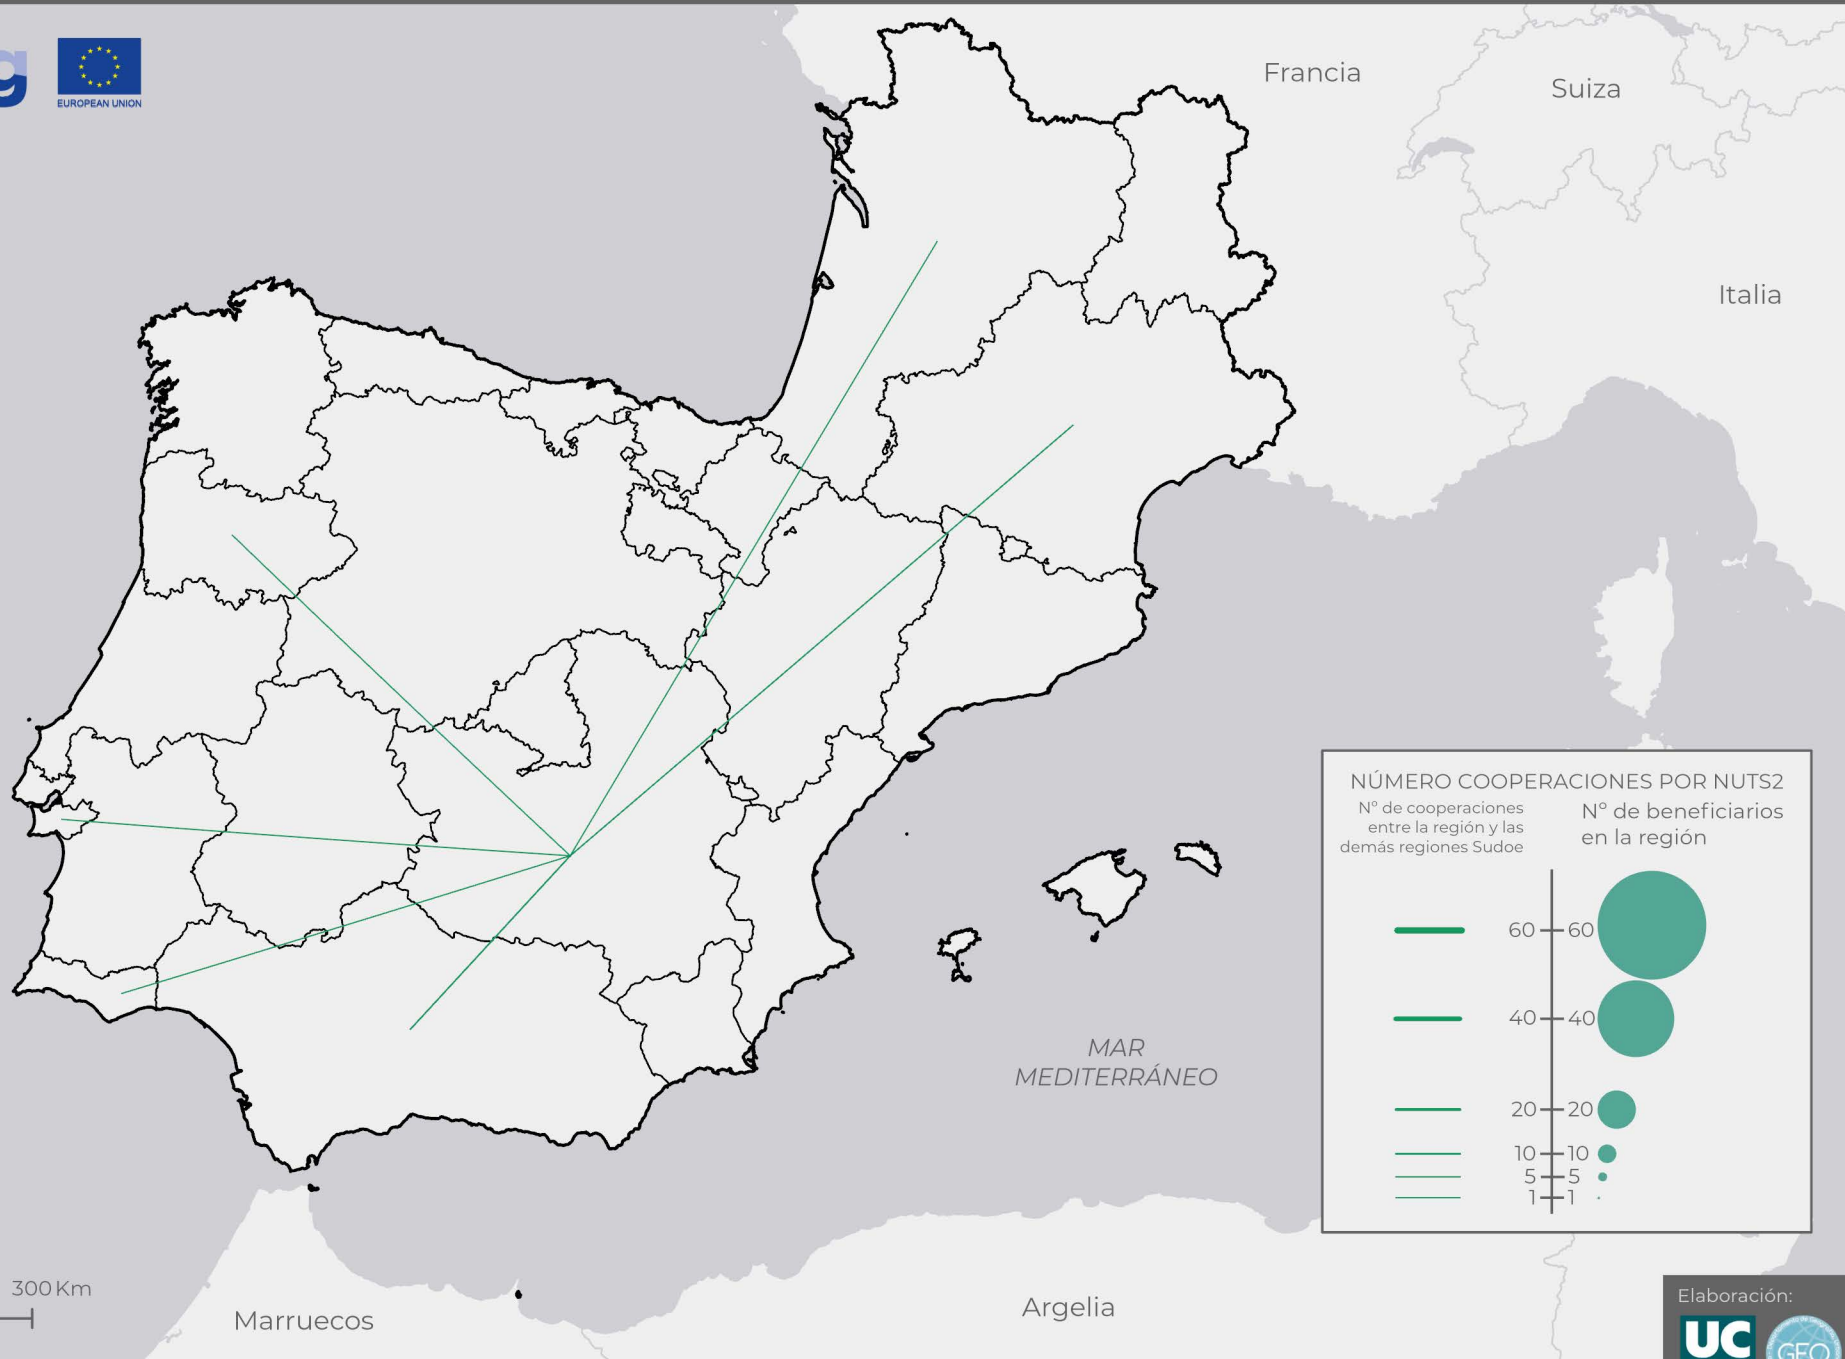 g
EUROPEAN UNION
Francia
Suiza
Italia
NÚMERO COOPERACIONES POR NUTS2
Nº de cooperaciones
entre la región y las
demás regiones Sudoe
Nº de beneficiarios
en la región
60 60
40 40
20 20
10 10
5 5
1 1
MAR
MEDITERRÁNEO
300 Km
Marruecos
Argelia
Elaboración:
UC
GEO